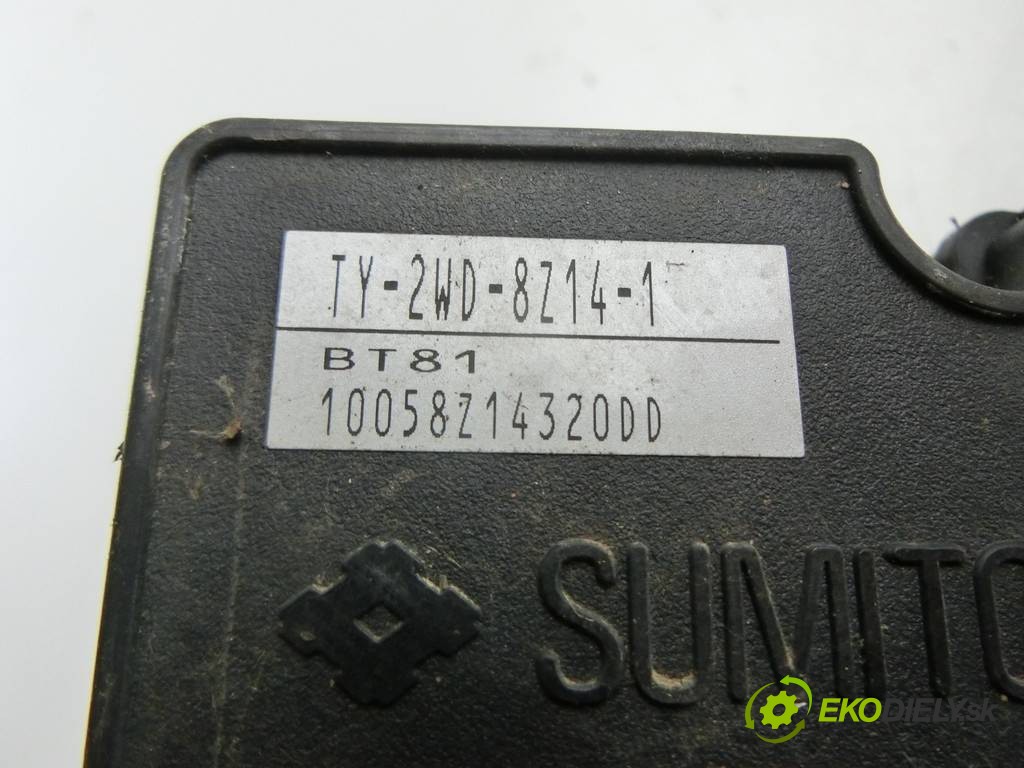 TY-2WD-8Z14-1
BT81
10058Z14320DD
SUMITO
EKODIELY.sk